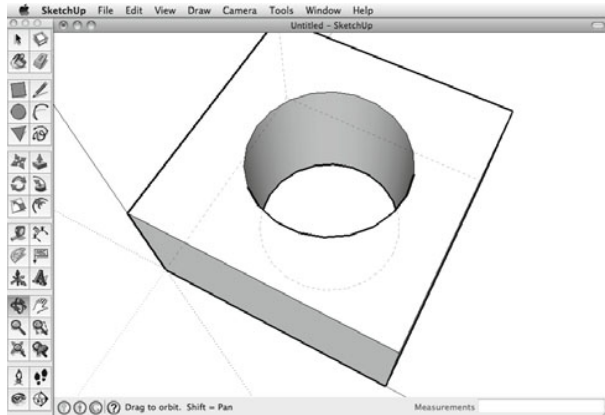 SketchUp File Edit View Draw Camera Tools Window Help
Untitled - SketchUp
Drag to orbit. Shift = Pan
Measurements